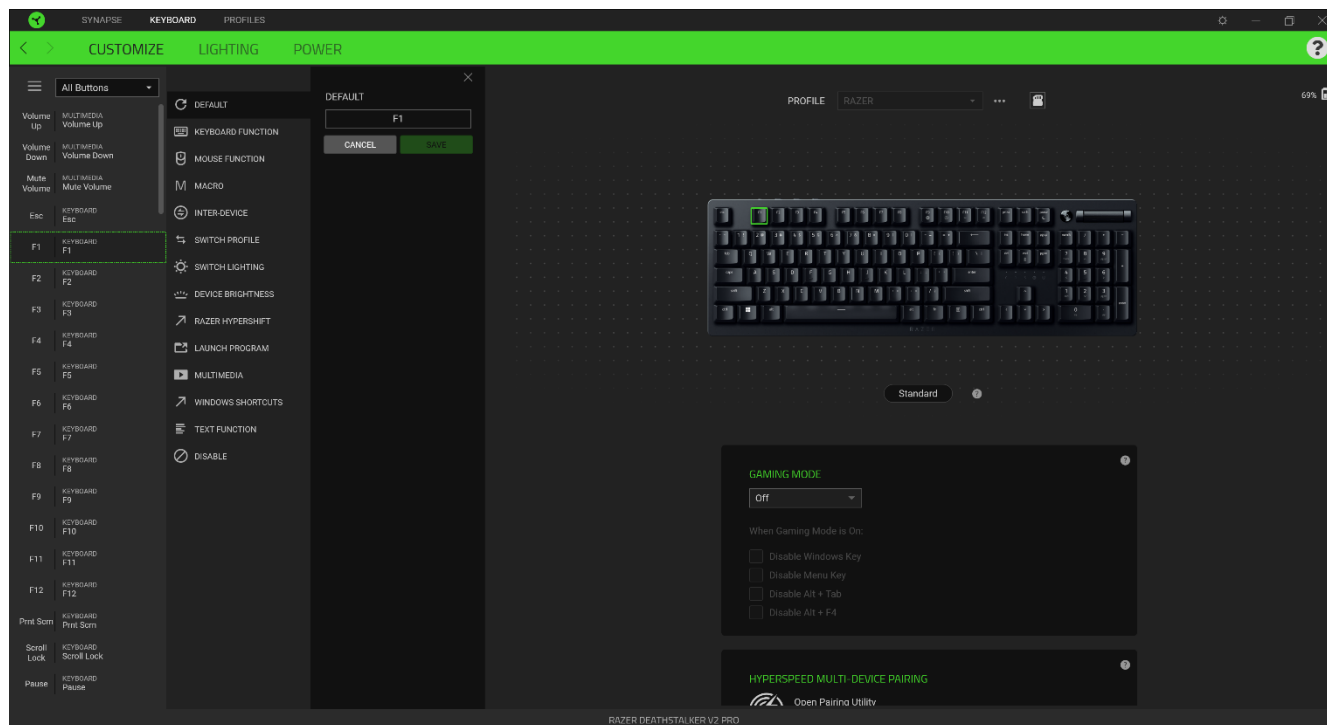 SYNAPSE KEYBOARD PROFILES
CUSTOMIZE LIGHTING POWER
?
All Buttons
Volume Up MULTIMEDIA Volume Up
Volume Down MULTIMEDIA Volume Down
Mute Volume MULTIMEDIA Mute Volume
Esc KEYBOARD Esc
F1 KEYBOARD F1
F2 KEYBOARD F2
F3 KEYBOARD F3
F4 KEYBOARD F4
F5 KEYBOARD F5
F6 KEYBOARD F6
F7 KEYBOARD F7
F8 KEYBOARD F8
F9 KEYBOARD F9
F10 KEYBOARD F10
F11 KEYBOARD F11
F12 KEYBOARD F12
Prnt Scrn KEYBOARD Prnt Scrn
Scroll Lock KEYBOARD Scroll Lock
Pause KEYBOARD Pause
DEFAULT
KEYBOARD FUNCTION
MOUSE FUNCTION
MACRO
INTER-DEVICE
SWITCH PROFILE
SWITCH LIGHTING
DEVICE BRIGHTNESS
RAZER HYPERSHIFT
LAUNCH PROGRAM
MULTIMEDIA
WINDOWS SHORTCUTS
TEXT FUNCTION
DISABLE
DEFAULT
F1
CANCEL SAVE
PROFILE RAZER
69%
RAZER
Standard
GAMING MODE
Off
When Gaming Mode is On:
Disable Windows Key
Disable Menu Key
Disable Alt + Tab
Disable Alt + F4
HYPERSPEED MULTI-DEVICE PAIRING
Open Pairing Utility
RAZER DEATHSTALKER V2 PRO